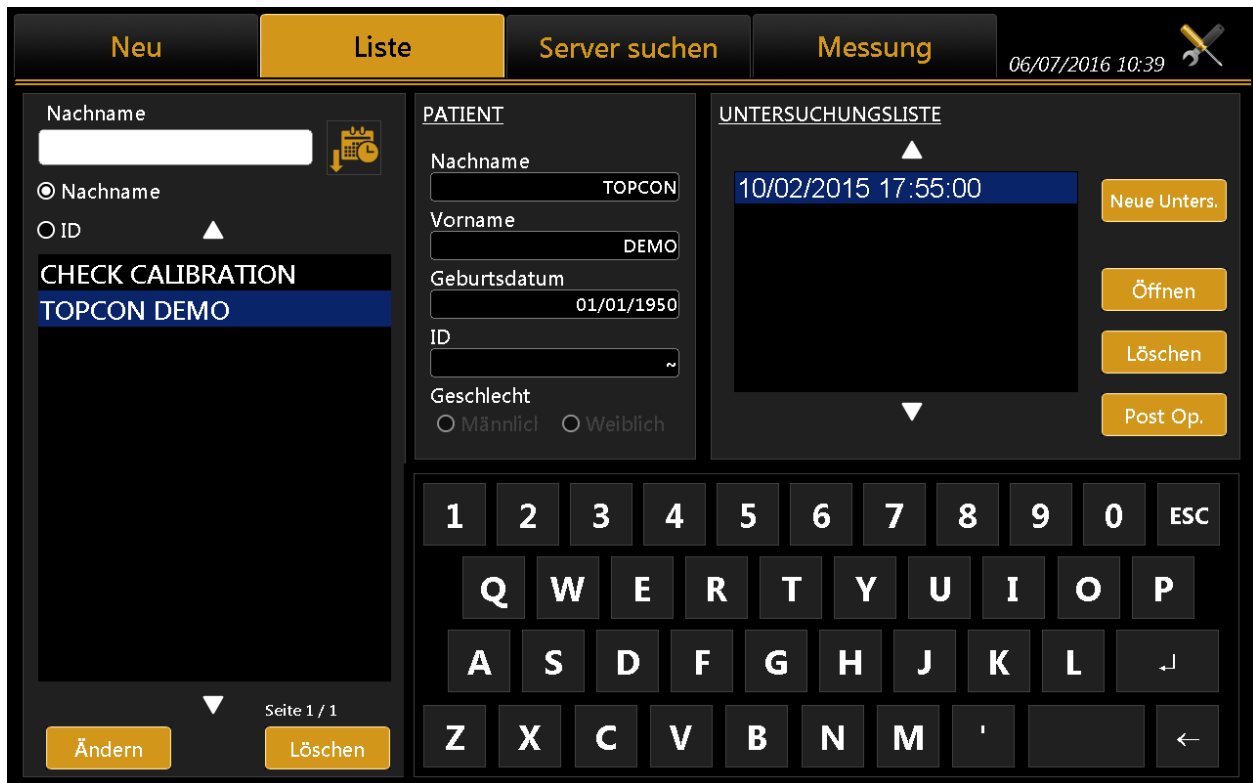 Neu
Liste
Server suchen
Messung
06/07/2016 10:39
Nachname
Nachname
ID
CHECK CALIBRATION
TOPCON DEMO
Seite 1 / 1
Ändern
Löschen
PATIENT
Nachname
TOPCON
Vorname
DEMO
Geburtsdatum
01/01/1950
ID
~
Geschlecht
Männlicl Weiblich
UNTERSUCHUNGSLISTE
10/02/2015 17:55:00
Neue Unters.
Öffnen
Löschen
Post Op.
1 2 3 4 5 6 7 8 9 0 ESC
Q W E R T Y U I O P
A S D F G H J K L ↵
Z X C V B N M ' ←